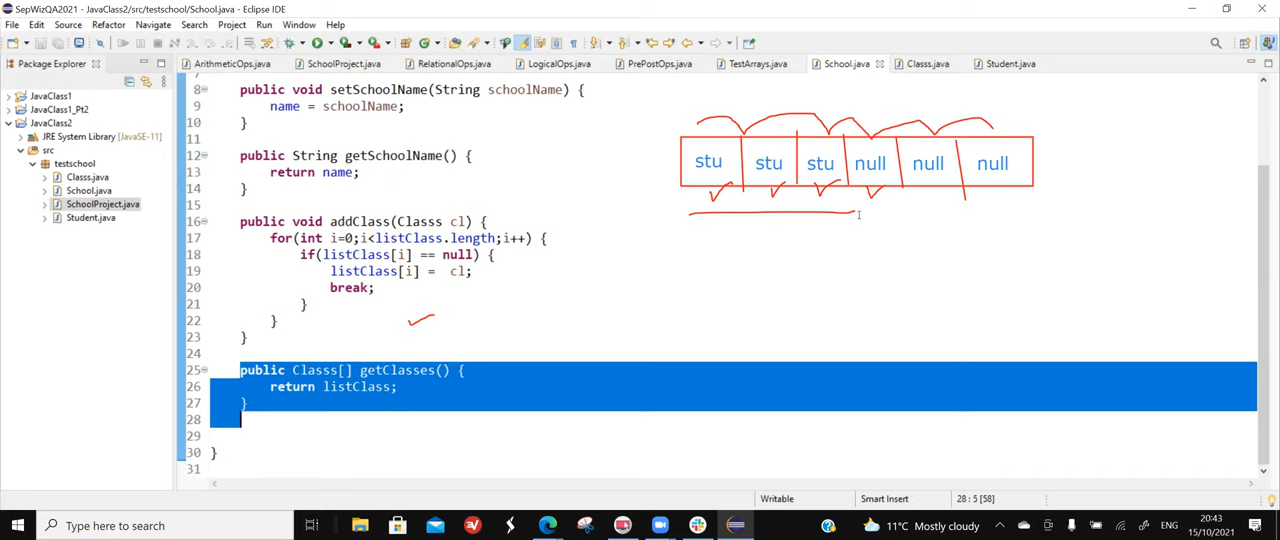 SepWizQA2021 - JavaClass2/src/testschool/School.java - Eclipse IDE
File Edit Source Refactor Navigate Search Project Run Window Help
Package Explorer
ArithmeticOps.java SchoolProject.java RelationalOps.java LogicalOps.java PrePostOps.java TestArrays.java School.java Classs.java Student.java
JavaClass1
JavaClass1_Pt2
JavaClass2
JRE System Library [JavaSE-11]
src
testschool
Classs.java
School.java
SchoolProject.java
Student.java
7
8 public void setSchoolName(String schoolName) {
9 name = schoolName;
10 }
11
12 public String getSchoolName() {
13 return name;
14 }
15
16 public void addClass(Classs cl) {
17 for(int i=0;i<listClass.length;i++) {
18 if(listClass[i] == null) {
19 listClass[i] = cl;
20 break;
21 }
22 }
23 }
24
25 public Classs[] getClasses() {
26 return listClass;
27 }
28
29
30 }
31
stu stu stu null null null
Writable Smart Insert 28 : 5 [58]
Type here to search
11°C Mostly cloudy
20:43
15/10/2021